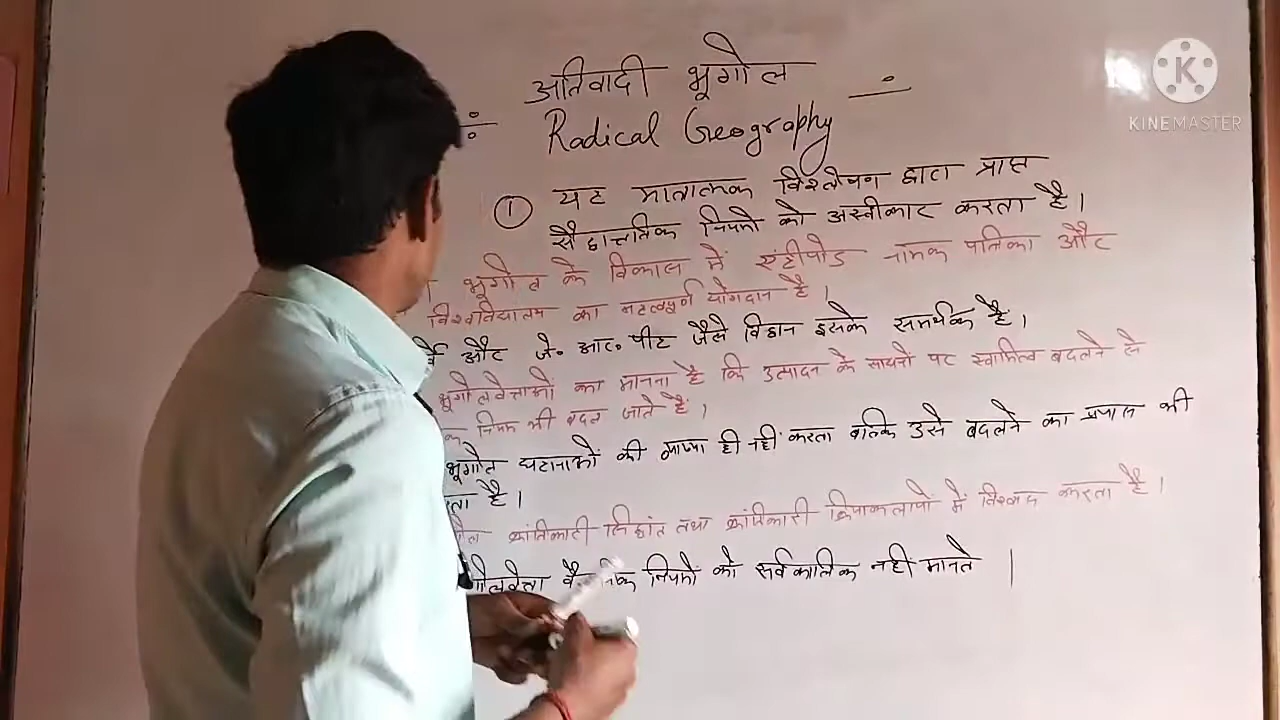 अतिवादी भूगोल
Radical Geography
① यह मात्रात्मक विश्लेषण द्वारा प्राप्त
सैद्धान्तिक नियमों को अस्वीकार करता है।
भूगोल के विकास में एंटीपोड नामक पत्रिका और
विश्वविद्यालय का महत्वपूर्ण योगदान है।
और जे॰ आर॰ पीट जैसे विद्वान इसके समर्थक है।
भूगोलवेत्ताओं का मानना है कि उत्पादन के साधनो पर स्वामित्व बदलने से
नियम भी बदल जाते हैं।
भूगोल घटनाओं की व्याख्या ही नहीं करता बल्कि उसे बदलने का प्रयास भी
है।
क्रांतिकारी सिद्धांत तथा क्रांतिकारी क्रियाकलापों में विश्वास करता है।
नियमों को सर्वकालिक नहीं मानते |
KINEMASTER